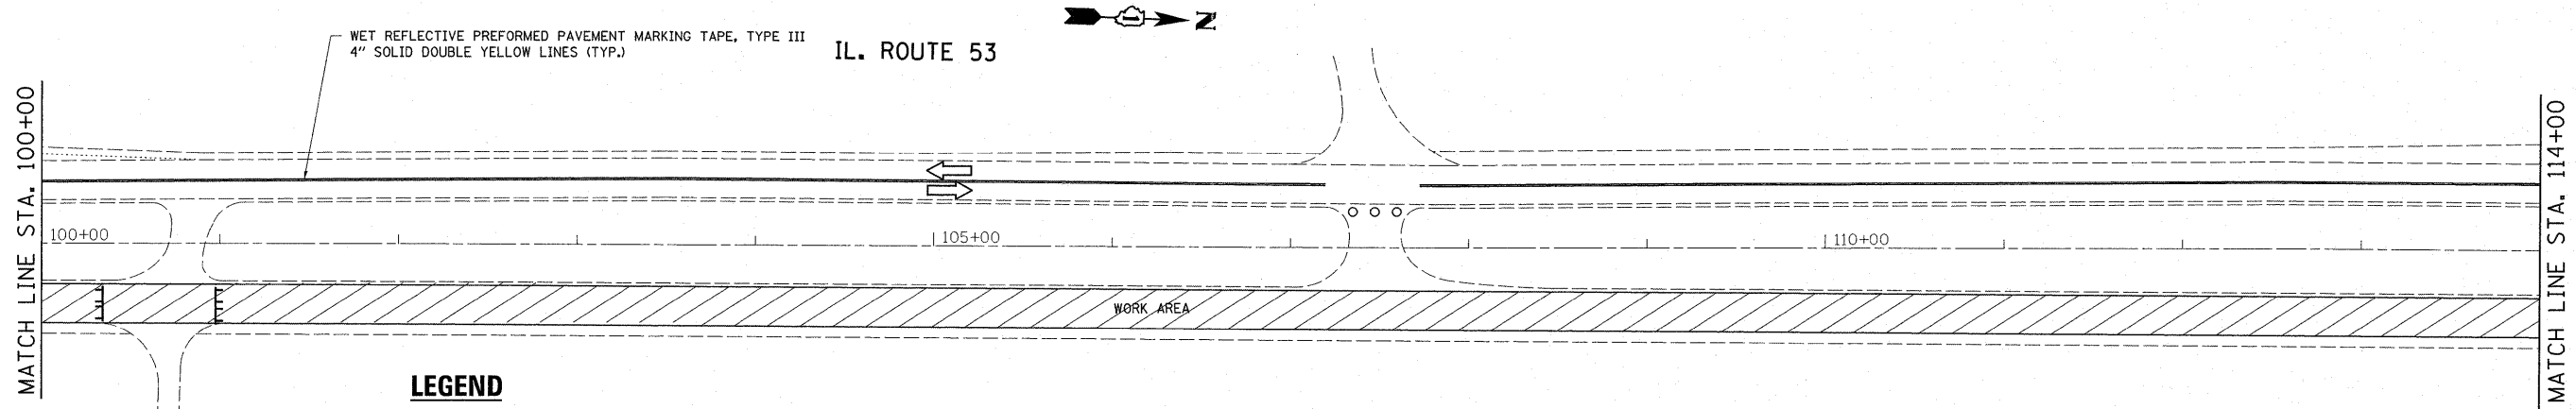 N
WET REFLECTIVE PREFORMED PAVEMENT MARKING TAPE, TYPE III
4" SOLID DOUBLE YELLOW LINES (TYP.)
IL. ROUTE 53
MATCH LINE STA. 100+00
100+00
105+00
110+00
MATCH LINE STA. 114+00
WORK AREA
LEGEND